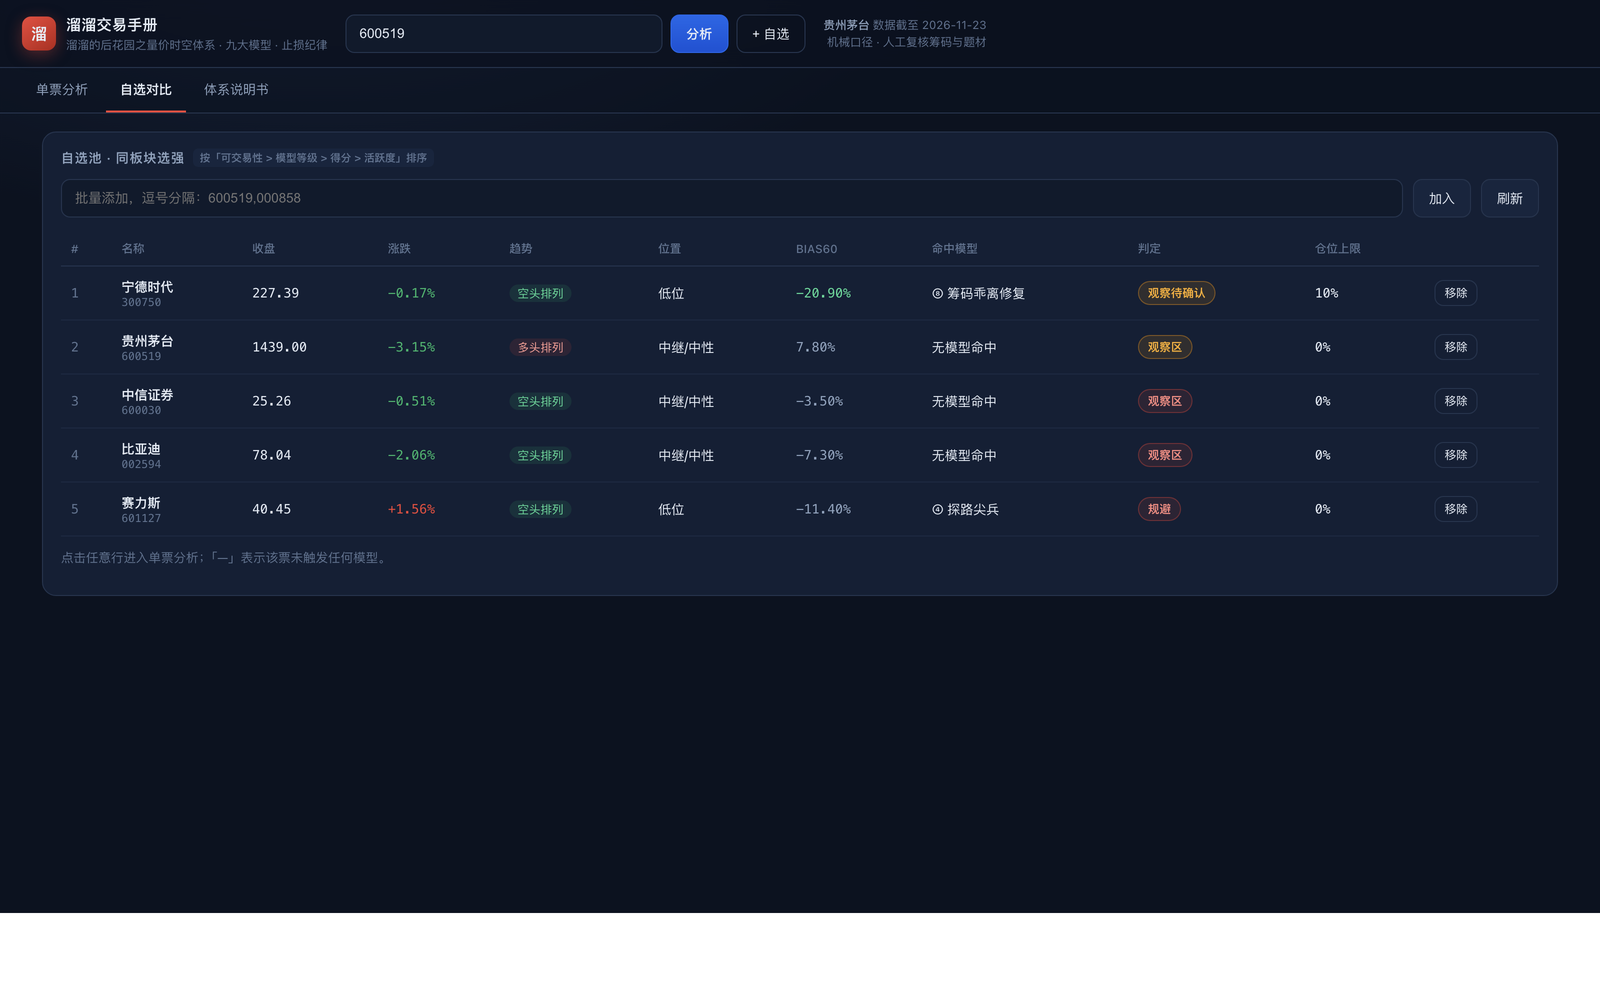 溜
溜溜交易手册
溜溜的后花园之量价时空体系 · 九大模型 · 止损纪律
600519
分析
+ 自选
贵州茅台 数据截至 2026-11-23
机械口径 · 人工复核筹码与题材
单票分析
自选对比
体系说明书
自选池 · 同板块选强
按「可交易性 > 模型等级 > 得分 > 活跃度」排序
批量添加，逗号分隔：600519,000858
加入
刷新
# 名称 收盘 涨跌 趋势 位置 BIAS60 命中模型 判定 仓位上限
1 宁德时代 227.39 -0.17% 空头排列 低位 -20.90% ⑧ 筹码乖离修复 观察待确认 10% 移除
300750
2 贵州茅台 1439.00 -3.15% 多头排列 中继/中性 7.80% 无模型命中 观察区 0% 移除
600519
3 中信证券 25.26 -0.51% 空头排列 中继/中性 -3.50% 无模型命中 观察区 0% 移除
600030
4 比亚迪 78.04 -2.06% 空头排列 中继/中性 -7.30% 无模型命中 观察区 0% 移除
002594
5 赛力斯 40.45 +1.56% 空头排列 低位 -11.40% ④ 探路尖兵 规避 0% 移除
601127
点击任意行进入单票分析；「—」表示该票未触发任何模型。